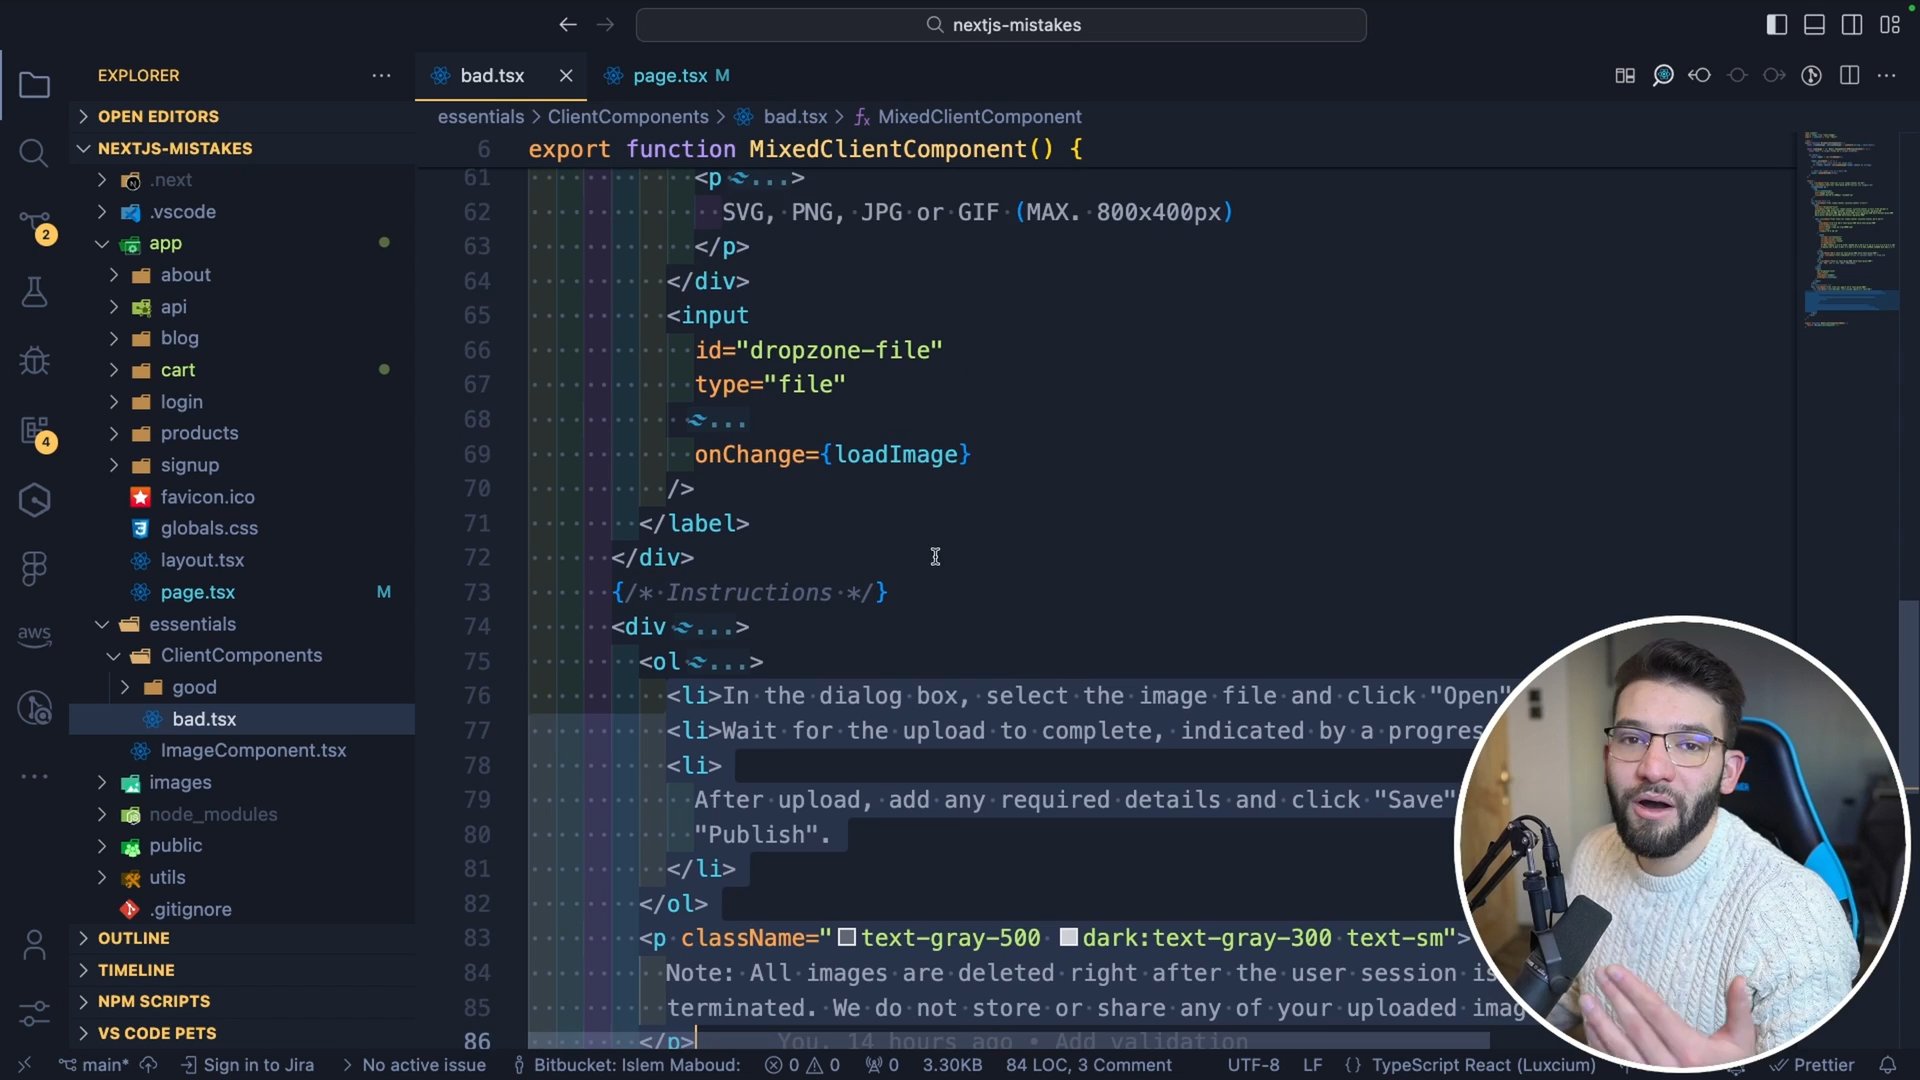 nextjs-mistakes
EXPLORER
bad.tsx
page.tsx M
OPEN EDITORS
essentials > ClientComponents > bad.tsx > MixedClientComponent
NEXTJS-MISTAKES
.next
.vscode
app
about
api
blog
cart
login
products
signup
favicon.ico
globals.css
layout.tsx
page.tsx M
essentials
ClientComponents
good
bad.tsx
ImageComponent.tsx
images
node_modules
public
utils
.gitignore
OUTLINE
TIMELINE
NPM SCRIPTS
VS CODE PETS
2
4
aws
6 export function MixedClientComponent() {
61 <p ...>
62 SVG, PNG, JPG or GIF (MAX. 800x400px)
63 </p>
64 </div>
65 <input
66 id="dropzone-file"
67 type="file"
68 ...
69 onChange={loadImage}
70 />
71 </label>
72 </div>
73 {/* Instructions */}
74 <div ...>
75 <ol ...>
76 <li>In the dialog box, select the image file and click "Open"
77 <li>Wait for the upload to complete, indicated by a progres
78 <li>
79 After upload, add any required details and click "Save"
80 "Publish".
81 </li>
82 </ol>
83 <p className="text-gray-500 dark:text-gray-300 text-sm">
84 Note: All images are deleted right after the user session is
85 terminated. We do not store or share any of your uploaded imag
86 </p> You, 14 hours ago • Add validation
main* Sign in to Jira No active issue Bitbucket: Islem Maboud: 0 0 0 3.30KB 84 LOC, 3 Comment UTF-8 LF {} TypeScript React (Luxcium) Prettier